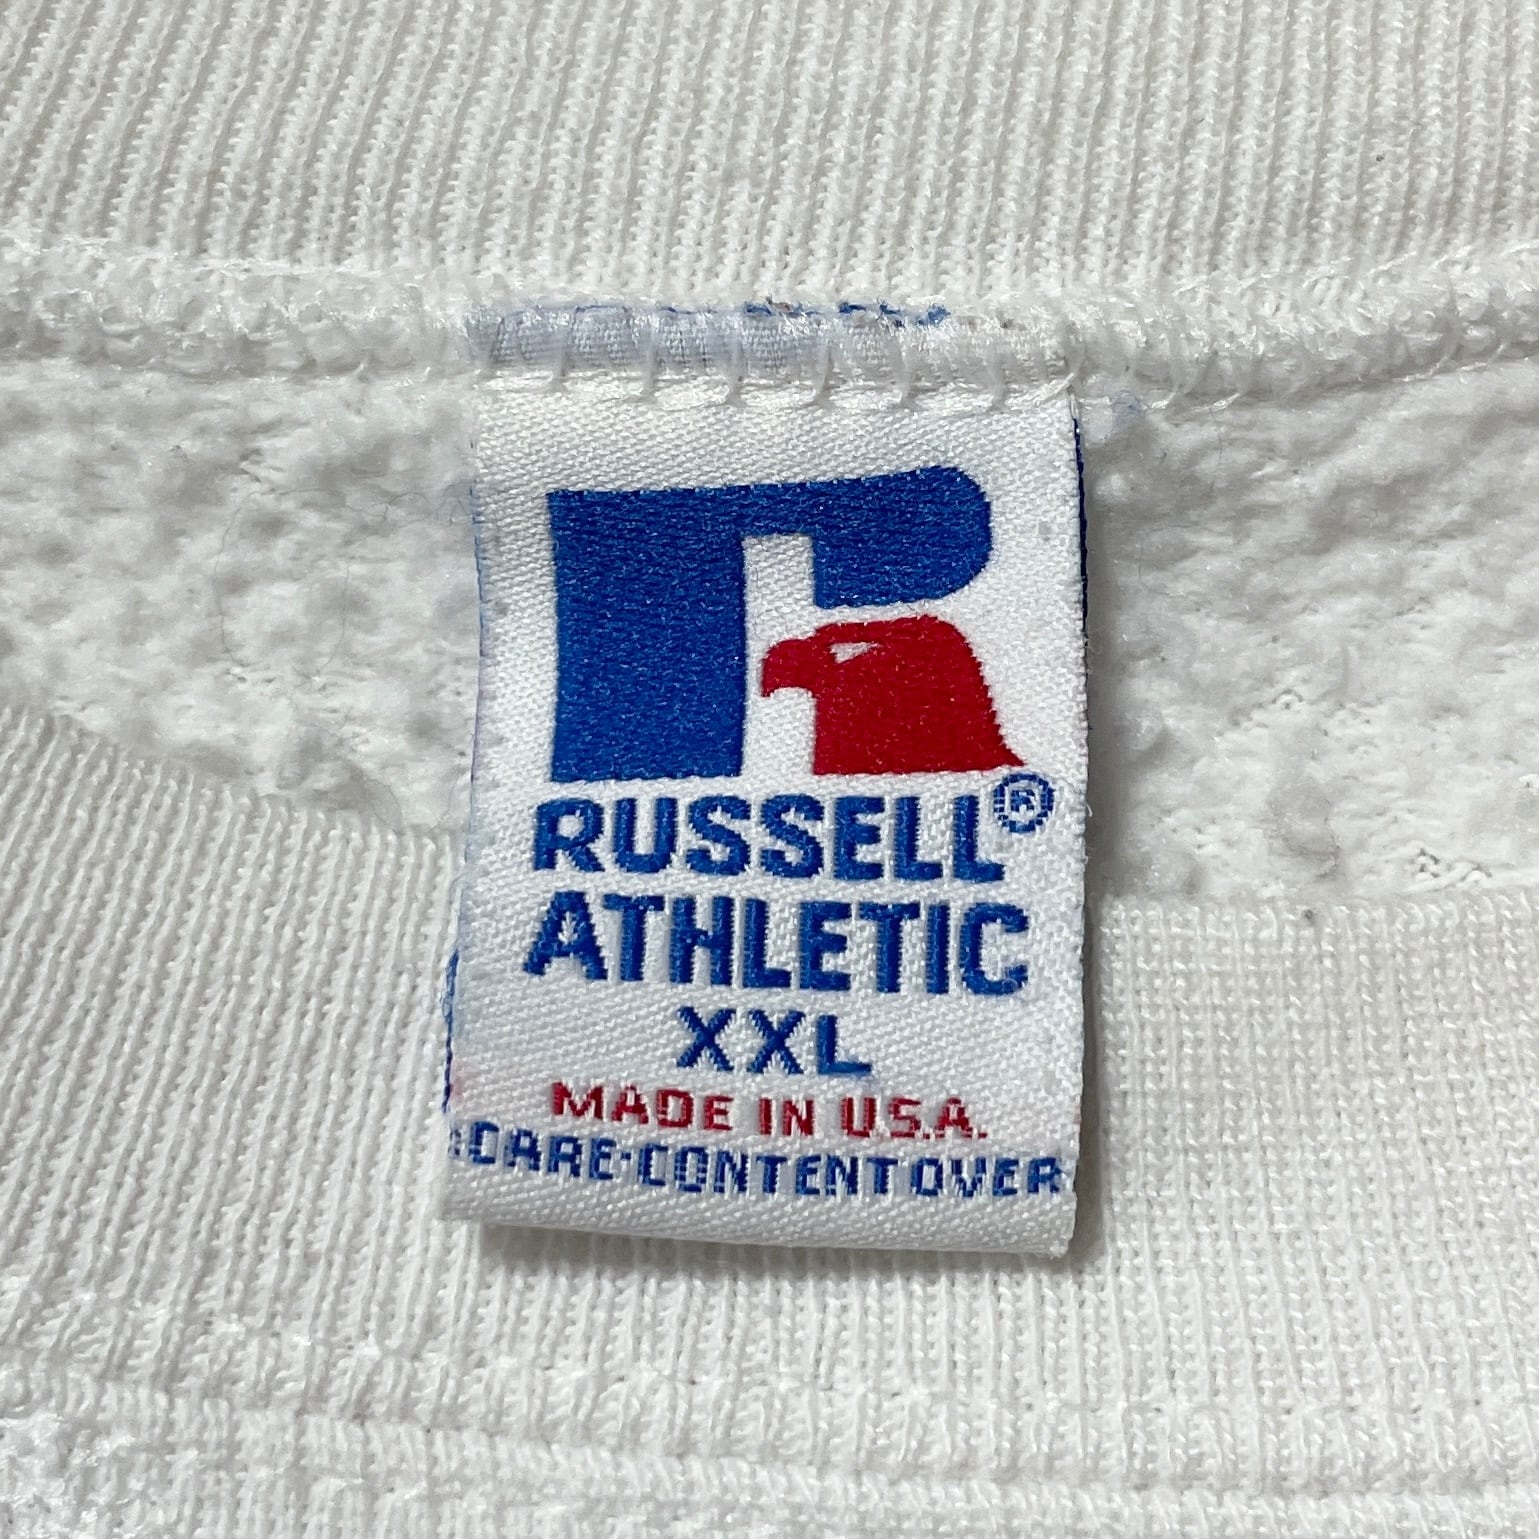 R
RUSSELL®
ATHLETIC
XXL
MADE IN U.S.A.
CARE·CONTENT OVER